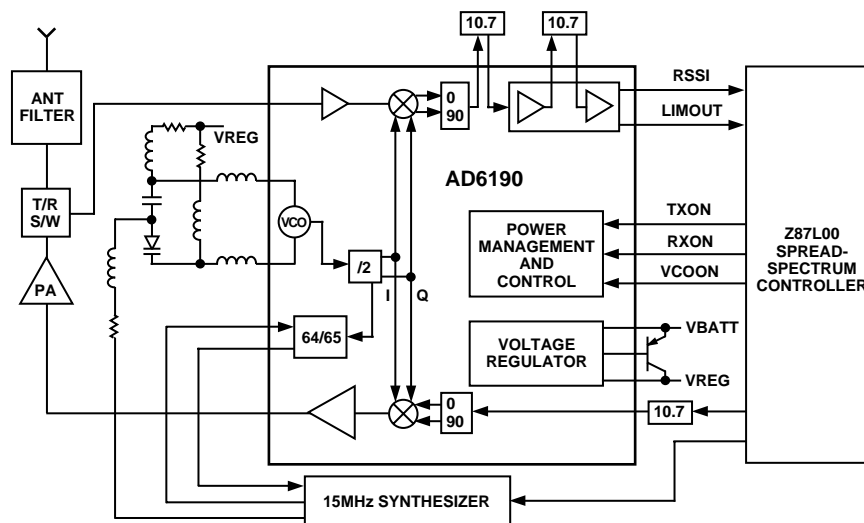 10.7
10.7
ANT
FILTER
VREG
0
90
RSSI
LIMOUT
AD6190
T/R
S/W
VCO
POWER
MANAGEMENT
AND
CONTROL
TXON
RXON
VCOON
Z87L00
SPREAD-
SPECTRUM
CONTROLLER
/2
I
Q
PA
64/65
VOLTAGE
REGULATOR
VBATT
VREG
0
90
10.7
15MHz SYNTHESIZER